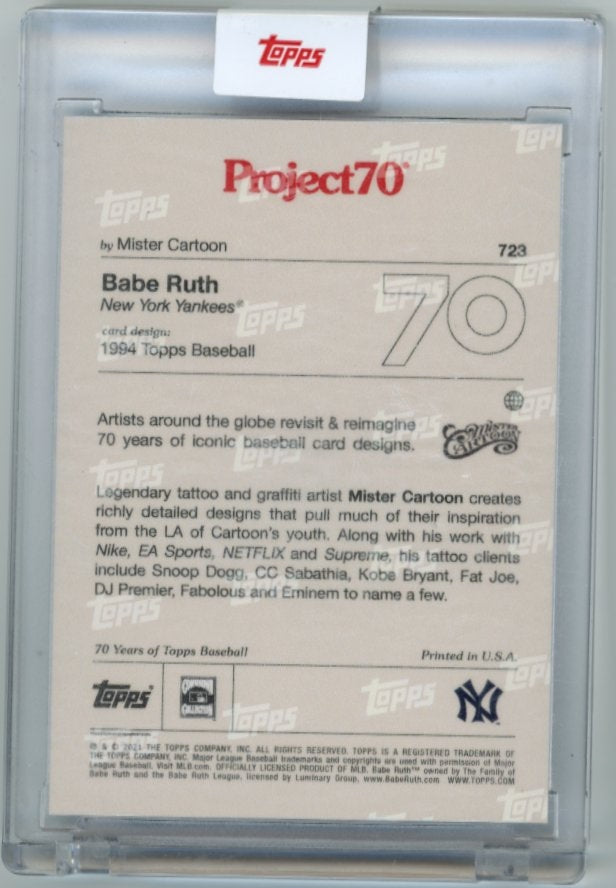 Topps
Project70®
by Mister Cartoon
723
Babe Ruth
New York Yankees®
70
card design:
1994 Topps Baseball
Artists around the globe revisit & reimagine
70 years of iconic baseball card designs.
Mister
Cartoon
Legendary tattoo and graffiti artist Mister Cartoon creates
richly detailed designs that pull much of their inspiration
from the LA of Cartoon's youth. Along with his work with
Nike, EA Sports, NETFLIX and Supreme, his tattoo clients
include Snoop Dogg, CC Sabathia, Kobe Bryant, Fat Joe,
DJ Premier, Fabolous and Eminem to name a few.
70 Years of Topps Baseball
Printed in U.S.A.
Topps®
NY
® & © 2021 THE TOPPS COMPANY, INC. ALL RIGHTS RESERVED. TOPPS IS A REGISTERED TRADEMARK OF
THE TOPPS COMPANY, INC. Major League Baseball trademarks and copyrights are used with permission of Major
League Baseball. Visit MLB.com. OFFICIALLY LICENSED PRODUCT OF MLB. Babe Ruth™ owned by The Family of
Babe Ruth and the Babe Ruth League, licensed by Luminary Group, www.BabeRuth.com WWW.TOPPS.COM